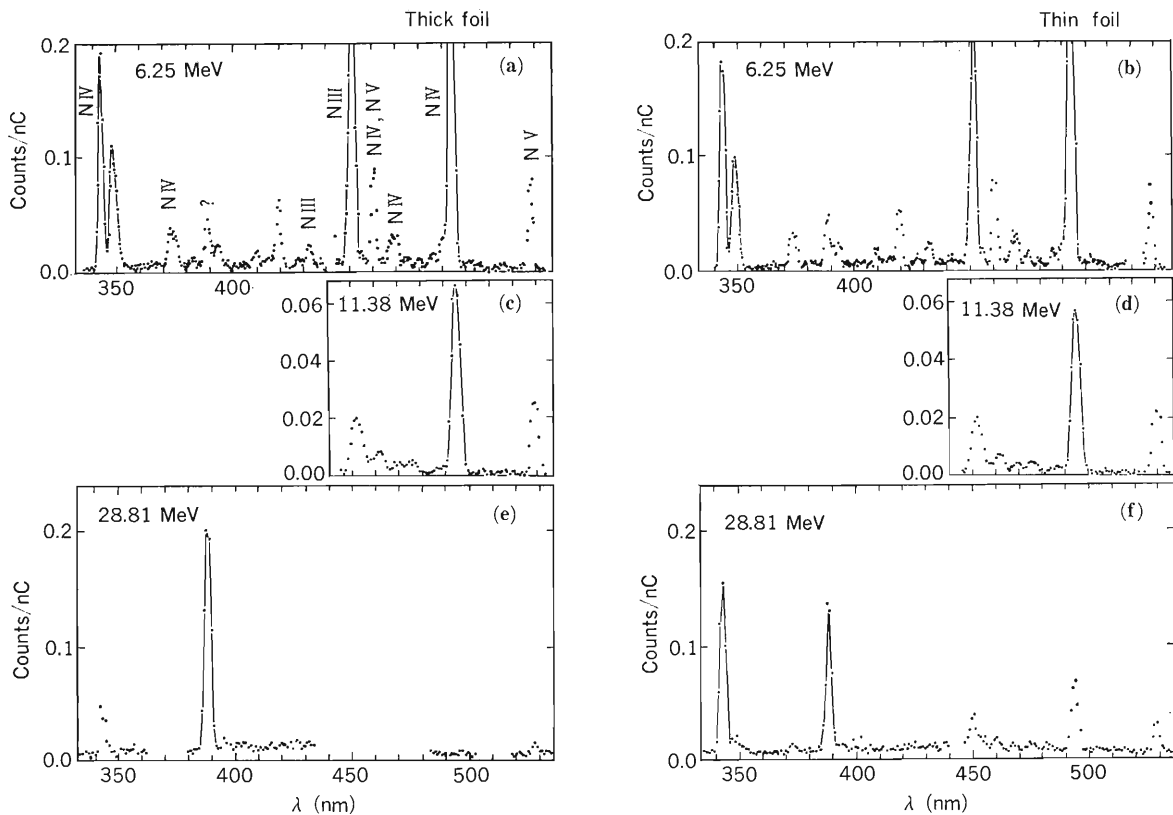 Thick foil
Thin foil
0.2
0.1
0.0
Counts/nC
6.25 MeV
(a)
N IV
N IV
?
N III
N III
N IV, N V
N IV
N IV
N V
350
400
0.2
0.1
0.0
Counts/nC
6.25 MeV
(b)
350
400
0.06
0.04
0.02
0.00
11.38 MeV
(c)
0.06
0.04
0.02
0.00
11.38 MeV
(d)
0.2
0.1
0.0
Counts/nC
28.81 MeV
(e)
350
400
450
500
λ (nm)
0.2
0.1
0.0
Counts/nC
28.81 MeV
(f)
350
400
450
500
λ (nm)